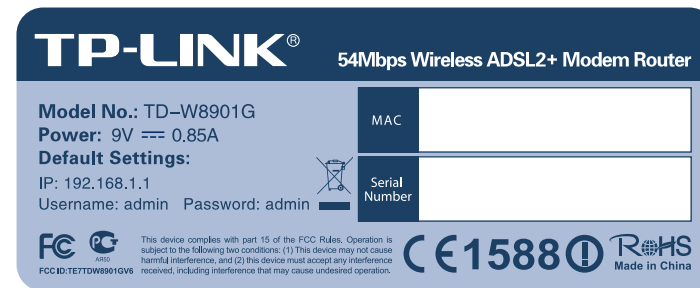 TP-LINK®
54Mbps Wireless ADSL2+ Modem Router
Model No.: TD-W8901G
Power: 9V 0.85A
Default Settings:
IP: 192.168.1.1
Username: admin Password: admin
MAC
Serial
Number
FC
PG
AR50
FCC ID:TE7TDW8901GV6
This device complies with part 15 of the FCC Rules. Operation is
subject to the following two conditions: (1) This device may not cause
harmful interference, and (2) this device must accept any interference
received, including interference that may cause undesired operation.
CE1588
RoHS
Made in China